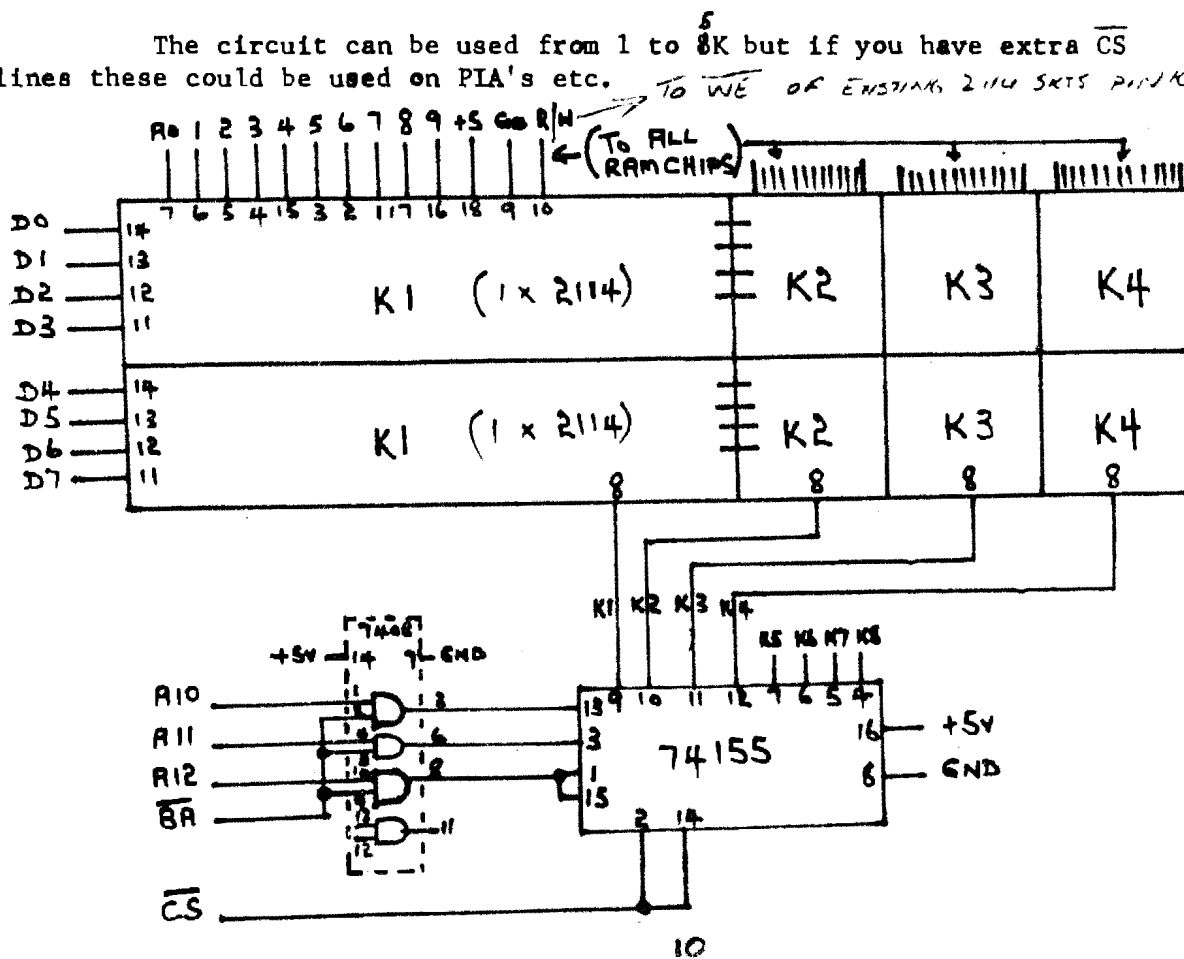 5
The circuit can be used from 1 to 8K but if you have extra CS
lines these could be used on PIA's etc.
TO WE OF EXISTING 2114 SKTS
A0 1 2 3 4 5 6 7 8 9 +5 GND R/W
(TO ALL
RAM CHIPS)
7 6 5 4 15 3 2 1 17 16 18 9 10
D0 14
D1 13
D2 12
D3 11
K1 (1 x 2114) K2 K3 K4
D4 14
D5 13
D6 12
D7 11
K1 (1 x 2114) K2 K3 K4
8 8 8 8
K1 K2 K3 K4
7408
+5V 14 7 GND
K5 K6 K7 K8
9 10 11 12 7 6 5 4
A10 1 3 13
A11 6 3
A12 8 1
15
BA
74155
16 +5V
8 GND
13
12 11
2 14
CS
10